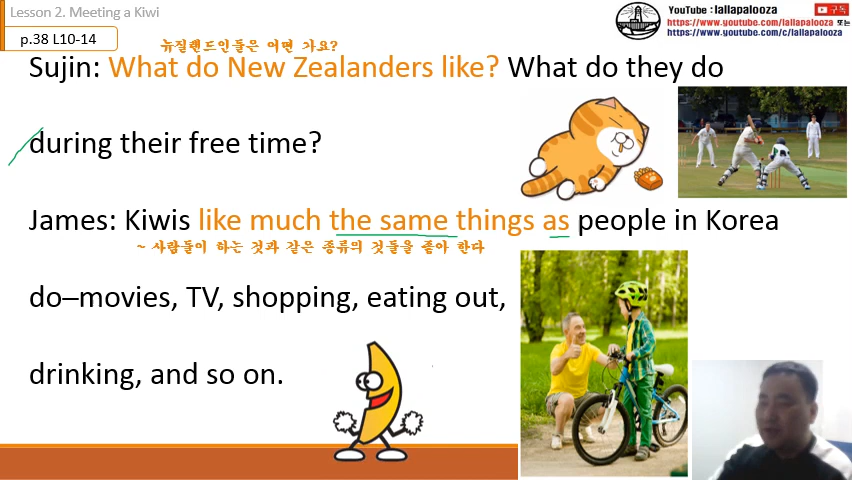 Lesson 2. Meeting a Kiwi
p.38 L10-14
YouTube : @lallapalooza
구독
https://www.youtube.com/lallapalooza 또는
https://www.youtube.com/c/lallapalooza
뉴질랜드인들은 어떤 가요?
Sujin: What do New Zealanders like? What do they do
during their free time?
James: Kiwis like much the same things as people in Korea
~ 사람들이 하는 것과 같은 종류의 것들을 좋아 한다
do–movies, TV, shopping, eating out,
drinking, and so on.